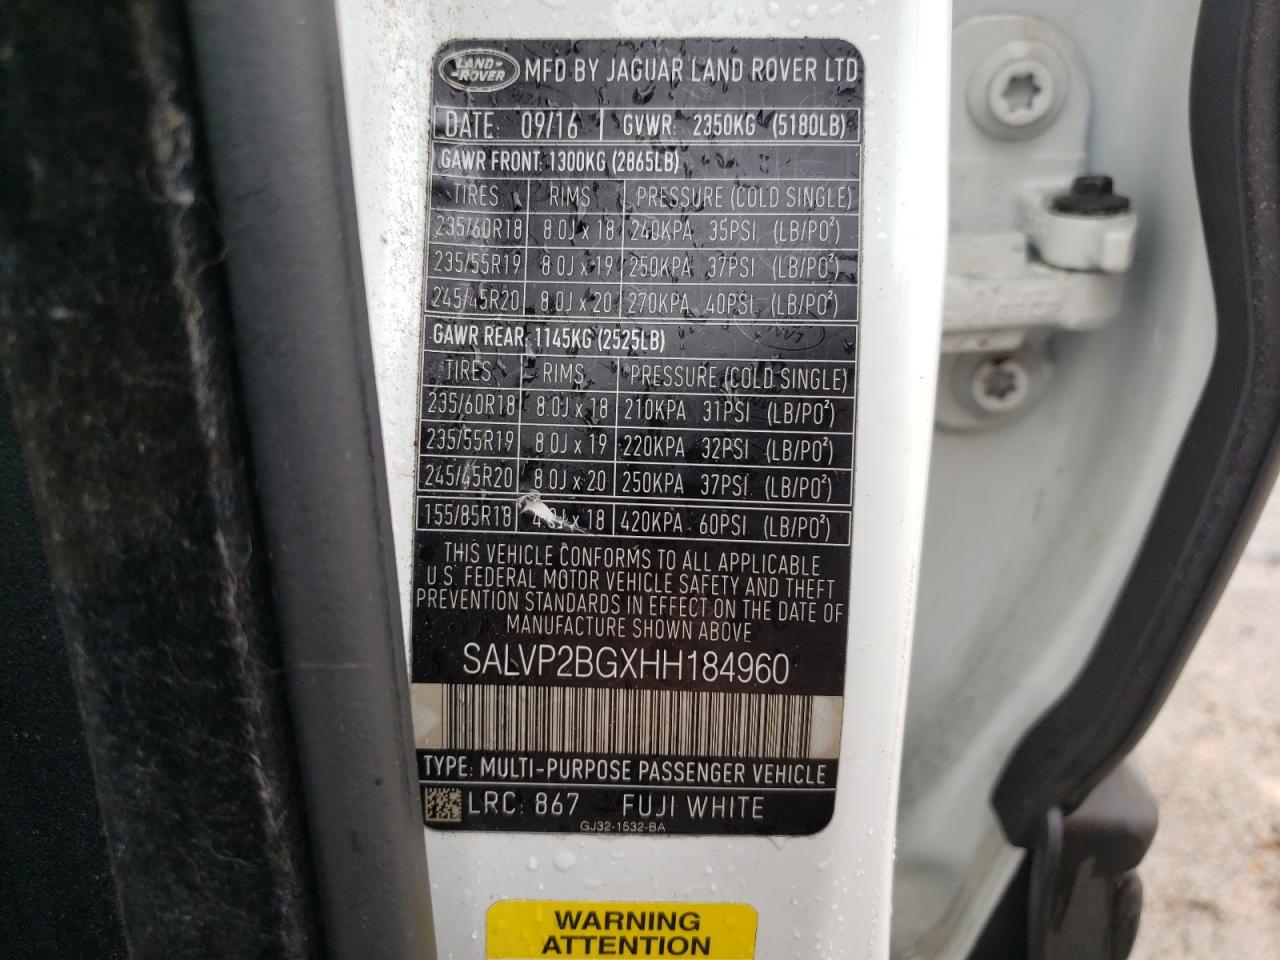 LAND-ROVER MFD BY JAGUAR LAND ROVER LTD
DATE: 09/16 GVWR: 2350KG (5180LB)
GAWR FRONT: 1300KG (2865LB)
TIRES RIMS PRESSURE (COLD SINGLE)
235/60R18 8.0J x 18 240KPA 35PSI (LB/PO²)
235/55R19 8.0J x 19 250KPA 37PSI (LB/PO²)
245/45R20 8.0J x 20 270KPA 40PSI (LB/PO²)
GAWR REAR: 1145KG (2525LB)
TIRES RIMS PRESSURE (COLD SINGLE)
235/60R18 8.0J x 18 210KPA 31PSI (LB/PO²)
235/55R19 8.0J x 19 220KPA 32PSI (LB/PO²)
245/45R20 8.0J x 20 250KPA 37PSI (LB/PO²)
155/85R18 4.0J x 18 420KPA 60PSI (LB/PO²)
THIS VEHICLE CONFORMS TO ALL APPLICABLE
U.S. FEDERAL MOTOR VEHICLE SAFETY AND THEFT
PREVENTION STANDARDS IN EFFECT ON THE DATE OF
MANUFACTURE SHOWN ABOVE
SALVP2BGXHH184960
TYPE: MULTI-PURPOSE PASSENGER VEHICLE
LRC: 867 FUJI WHITE
GJ32-1532-BA
WARNING
ATTENTION